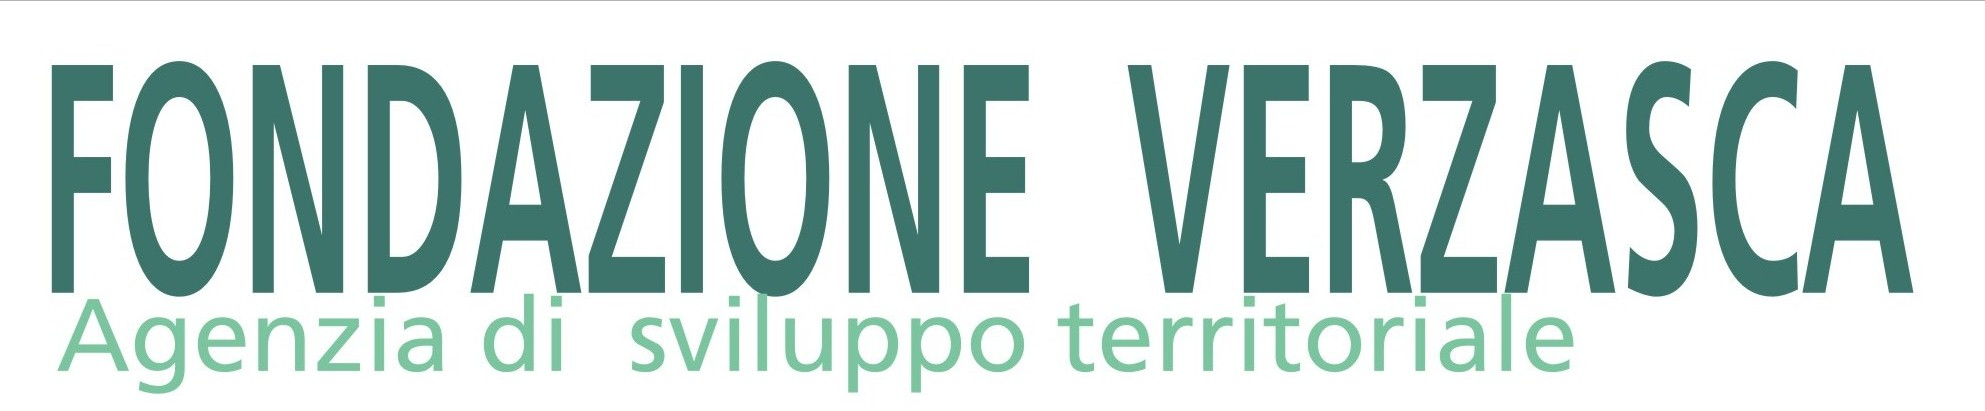 FONDAZIONE VERZASCA
Agenzia di sviluppo territoriale